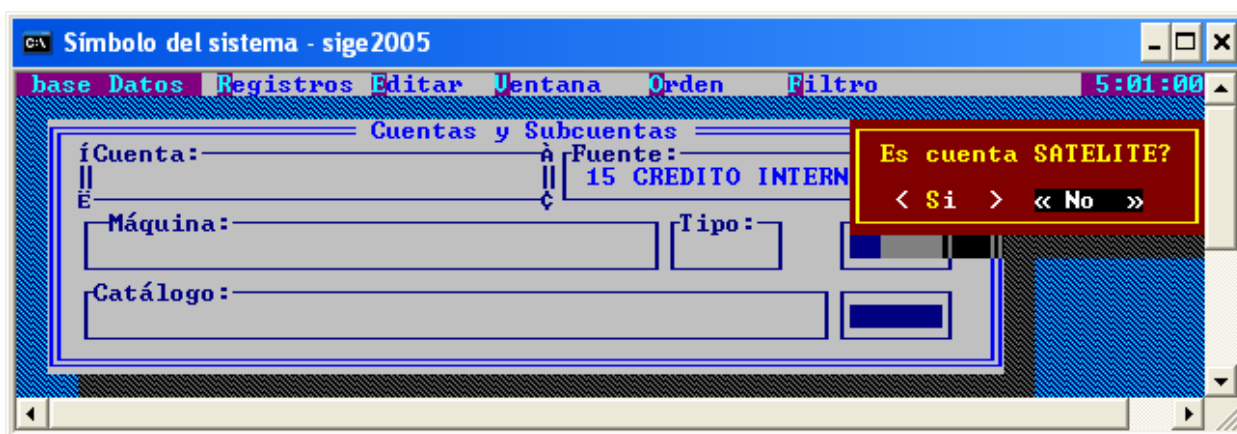 Símbolo del sistema - sige2005
base Datos Registros Editar Ventana Orden Filtro 5:01:00
Cuentas y Subcuentas
íCuenta: À Fuente:
15 CREDITO INTERN
Ë ¢
Máquina: Tipo:
Catálogo:
Es cuenta SATELITE?
< Si > « No »